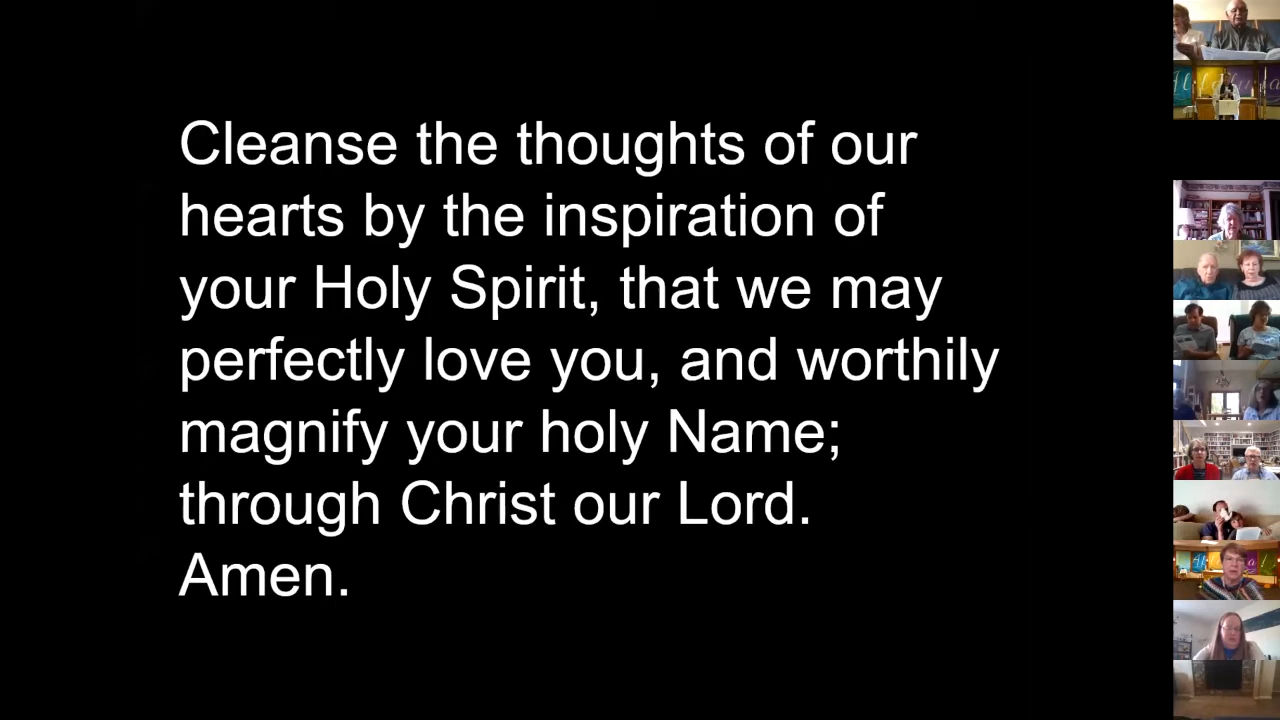 Cleanse the thoughts of our
hearts by the inspiration of
your Holy Spirit, that we may
perfectly love you, and worthily
magnify your holy Name;
through Christ our Lord.
Amen.